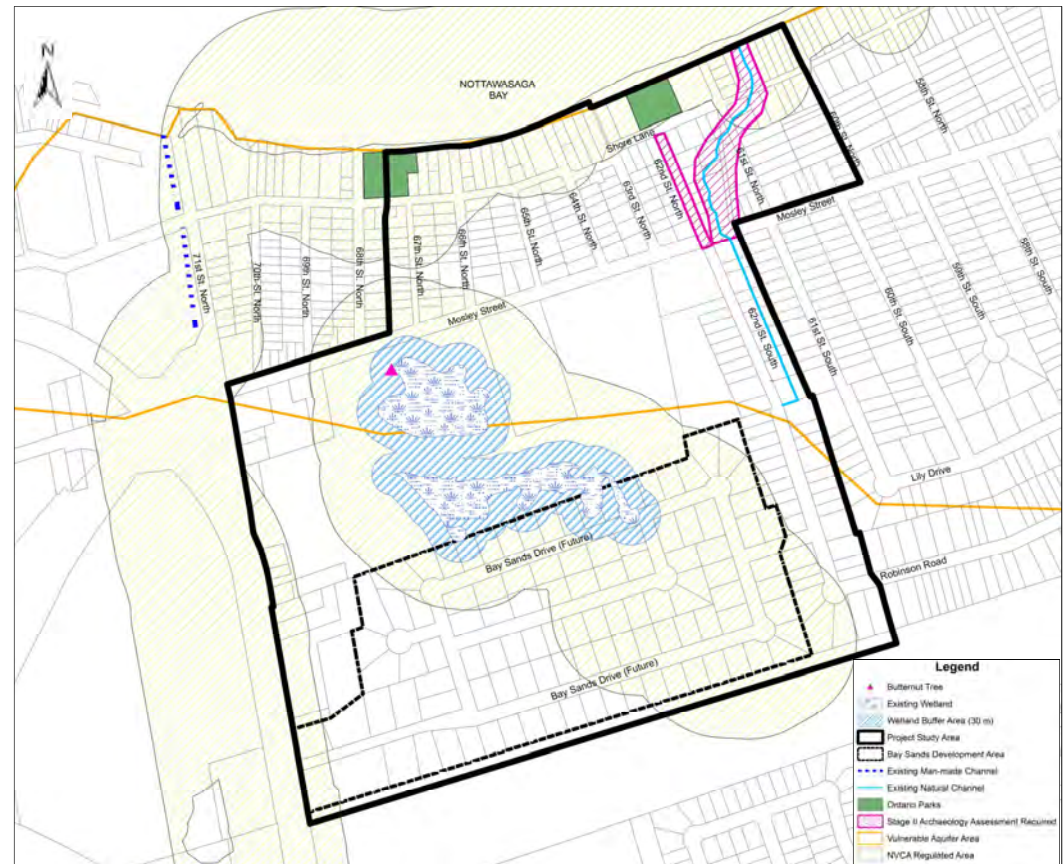 N
NOTTAWASAGA
BAY
58th St. North
60th St. North
Shore Lane
61st St. North
62nd St. North
63rd St. North
64th St. North
65th St. North
66th St. North
67th St. North
68th St. North
69th St. North
70th St. North
71st St. North
Mosley Street
Mosley Street
58th St. South
59th St. South
60th St. South
61st St. South
62nd St. South
Lily Drive
Robinson Road
Bay Sands Drive (Future)
Bay Sands Drive (Future)
Legend
Butternut Tree
Existing Wetland
Wetland Buffer Area (30 m)
Project Study Area
Bay Sands Development Area
Existing Man-made Channel
Existing Natural Channel
Ontario Parks
Stage II Archaeology Assessment Required
Vulnerable Aquifer Area
NVCA Regulated Area